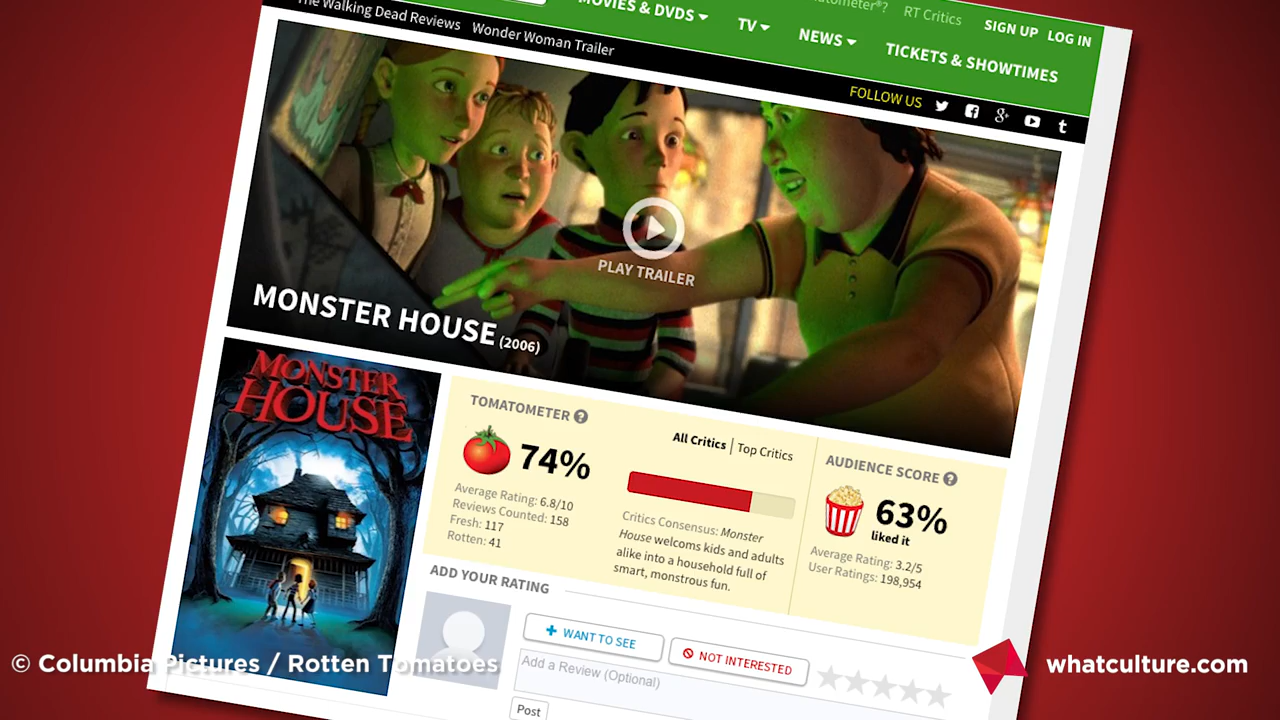 MOVIES & DVDS
TV
NEWS
TICKETS & SHOWTIMES
RT Critics
SIGN UP
LOG IN
The Walking Dead Reviews
Wonder Woman Trailer
FOLLOW US
PLAY TRAILER
MONSTER HOUSE (2006)
MONSTER
HOUSE
TOMATOMETER ?
74%
Average Rating: 6.8/10
Reviews Counted: 158
Fresh: 117
Rotten: 41
All Critics | Top Critics
Critics Consensus: Monster
House welcomes kids and adults
alike into a household full of
smart, monstrous fun.
AUDIENCE SCORE ?
63%
liked it
Average Rating: 3.2/5
User Ratings: 198,954
ADD YOUR RATING
+ WANT TO SEE
NOT INTERESTED
Add a Review (Optional)
Post
© Columbia Pictures / Rotten Tomatoes
whatculture.com